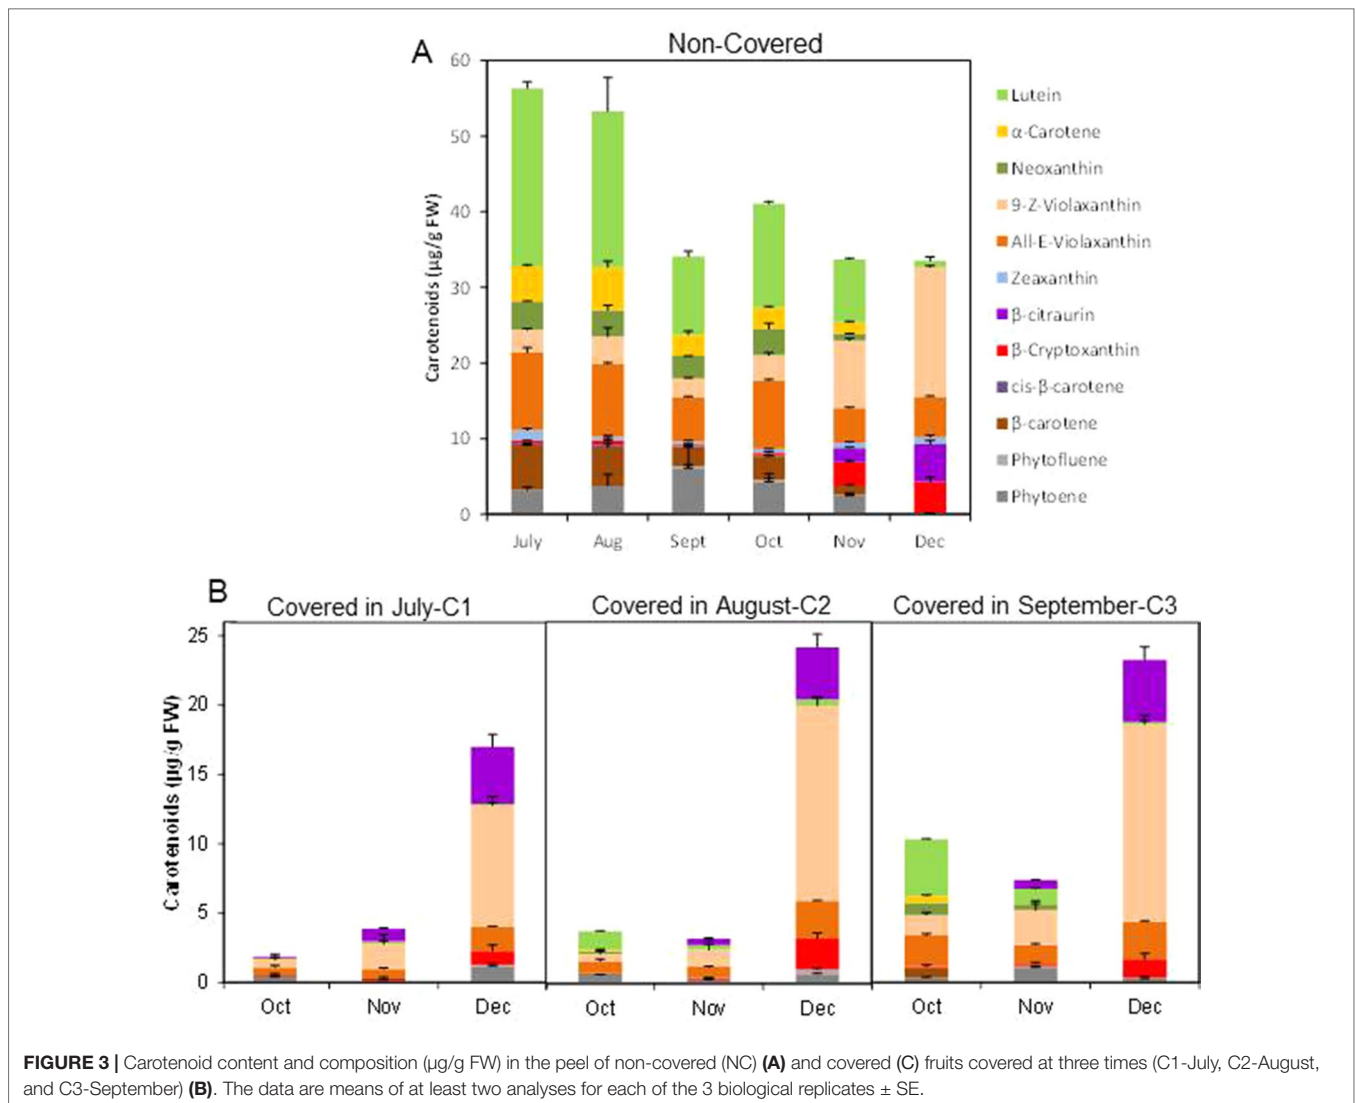 A
Non-Covered
60
50
40
30
20
10
0
Carotenoids (µg/g FW)
July Aug Sept Oct Nov Dec
Lutein
α-Carotene
Neoxanthin
9-Z-Violaxanthin
All-E-Violaxanthin
Zeaxanthin
β-citraurin
β-Cryptoxanthin
cis-β-carotene
β-carotene
Phytofluene
Phytoene
B
Covered in July-C1 Covered in August-C2 Covered in September-C3
25
20
15
10
5
0
Carotenoids (µg/g FW)
Oct Nov Dec Oct Nov Dec Oct Nov Dec
FIGURE 3 | Carotenoid content and composition (µg/g FW) in the peel of non-covered (NC) (A) and covered (C) fruits covered at three times (C1-July, C2-August,
and C3-September) (B). The data are means of at least two analyses for each of the 3 biological replicates ± SE.